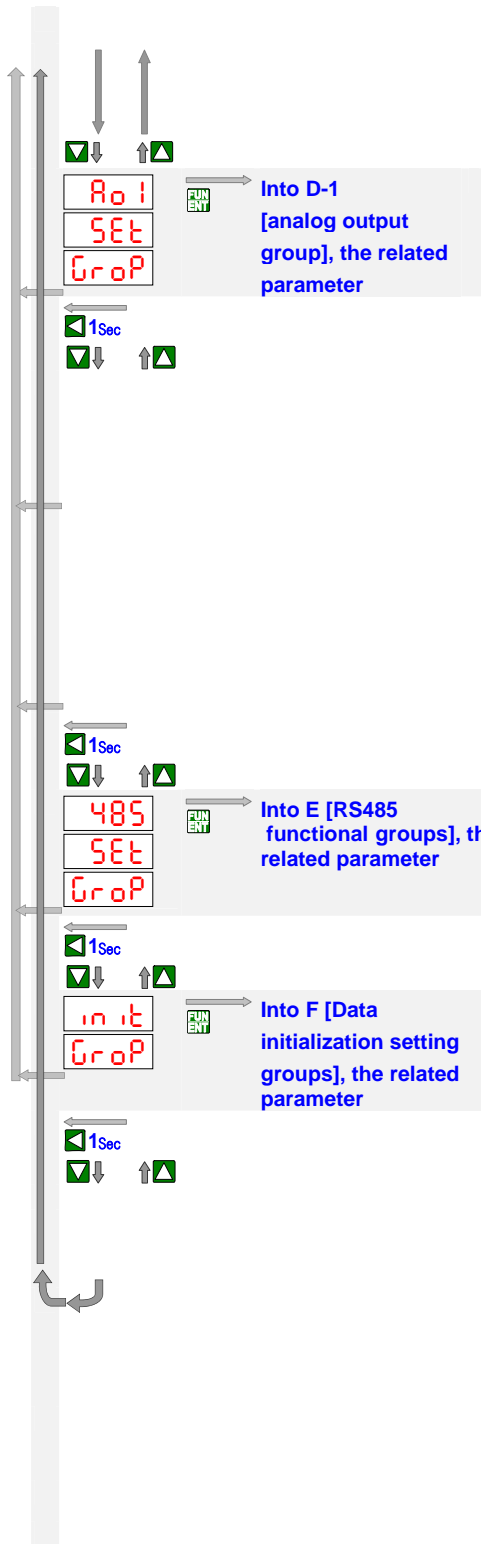 Ao1
SEt
GroP
FUN
ENT
Into D-1
[analog output
group], the related
parameter
1Sec
1Sec
485
SEt
GroP
FUN
ENT
Into E [RS485
functional groups], th
related parameter
1Sec
init
GroP
FUN
ENT
Into F [Data
initialization setting
groups], the related
parameter
1Sec